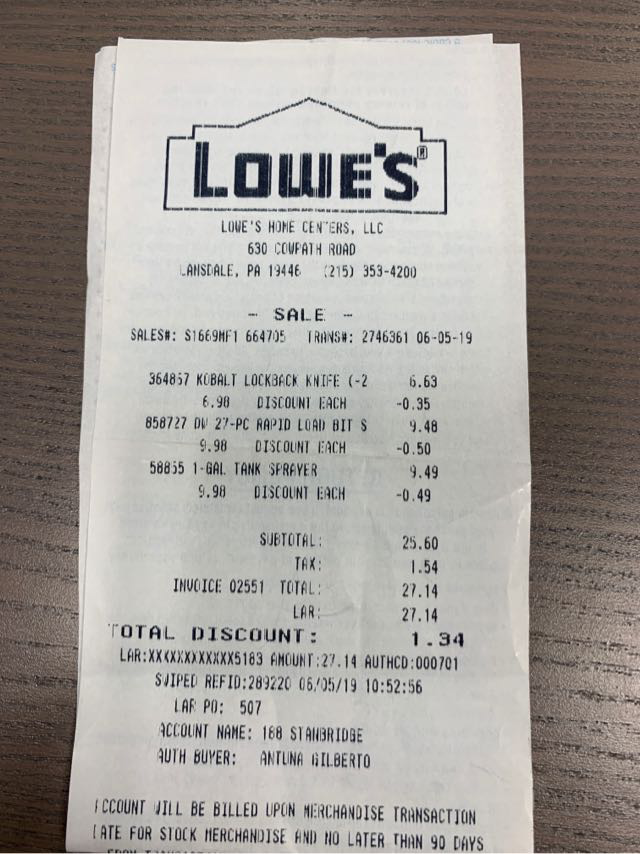 LOWE'S®
LOWE'S HOME CENTERS, LLC
630 COWPATH ROAD
LANSDALE, PA 19446 (215) 353-4200
- SALE -
SALES#: S1669MF1 664705 TRANS#: 2746361 06-05-19
364857 KOBALT LOCKBACK KNIFE (-2 6.63
6.98 DISCOUNT EACH -0.35
858727 DW 27-PC RAPID LOAD BIT S 9.48
9.98 DISCOUNT EACH -0.50
58855 1-GAL TANK SPRAYER 9.49
9.98 DISCOUNT EACH -0.49
SUBTOTAL: 25.60
TAX: 1.54
INVOICE 02551 TOTAL: 27.14
LAR: 27.14
TOTAL DISCOUNT: 1.34
LAR:XXXXXXXXXXXX5183 AMOUNT:27.14 AUTHCD:000701
SWIPED REFID:289220 06/05/19 10:52:56
LAR PO: 507
ACCOUNT NAME: 188 STANBRIDGE
AUTH BUYER: ANTUNA GILBERTO
ACCOUNT WILL BE BILLED UPON MERCHANDISE TRANSACTION
DATE FOR STOCK MERCHANDISE AND NO LATER THAN 90 DAYS